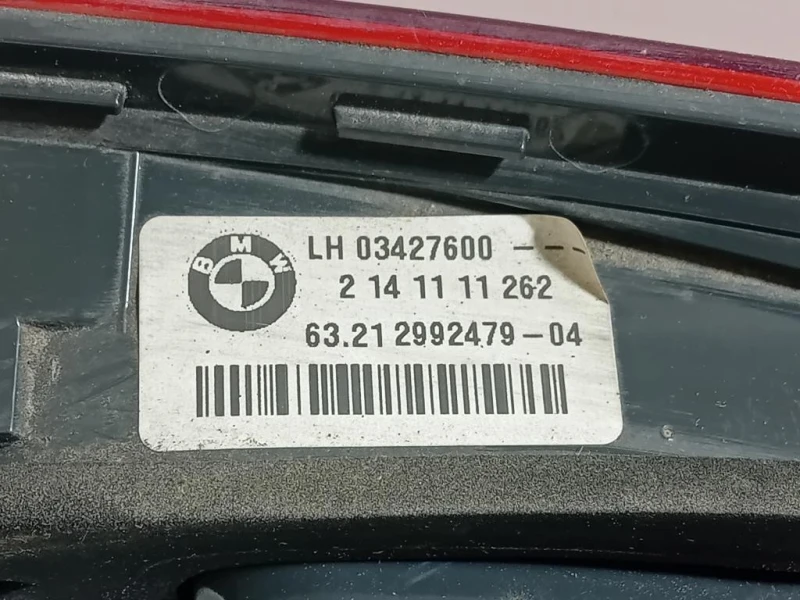 BMW
LH 03427600 ---
2 14 11 11 262
63.21 2992479-04